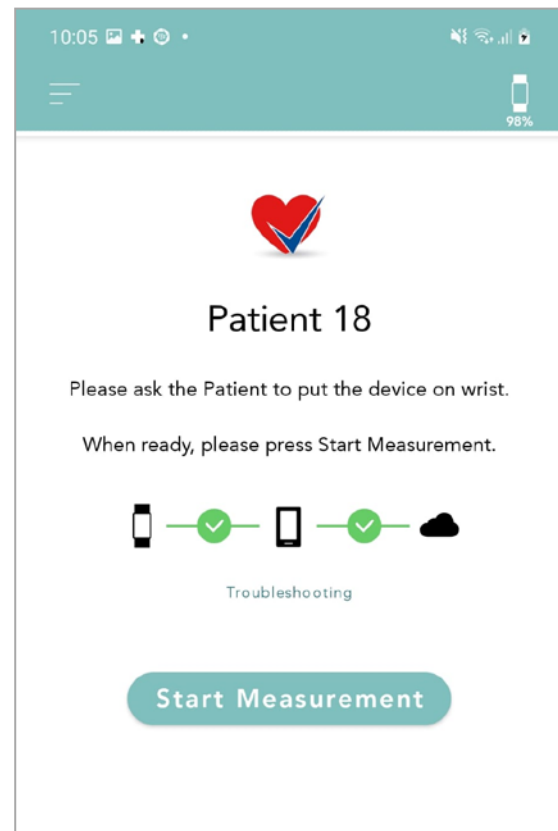 10:05
98%
Patient 18
Please ask the Patient to put the device on wrist.
When ready, please press Start Measurement.
Troubleshooting
Start Measurement